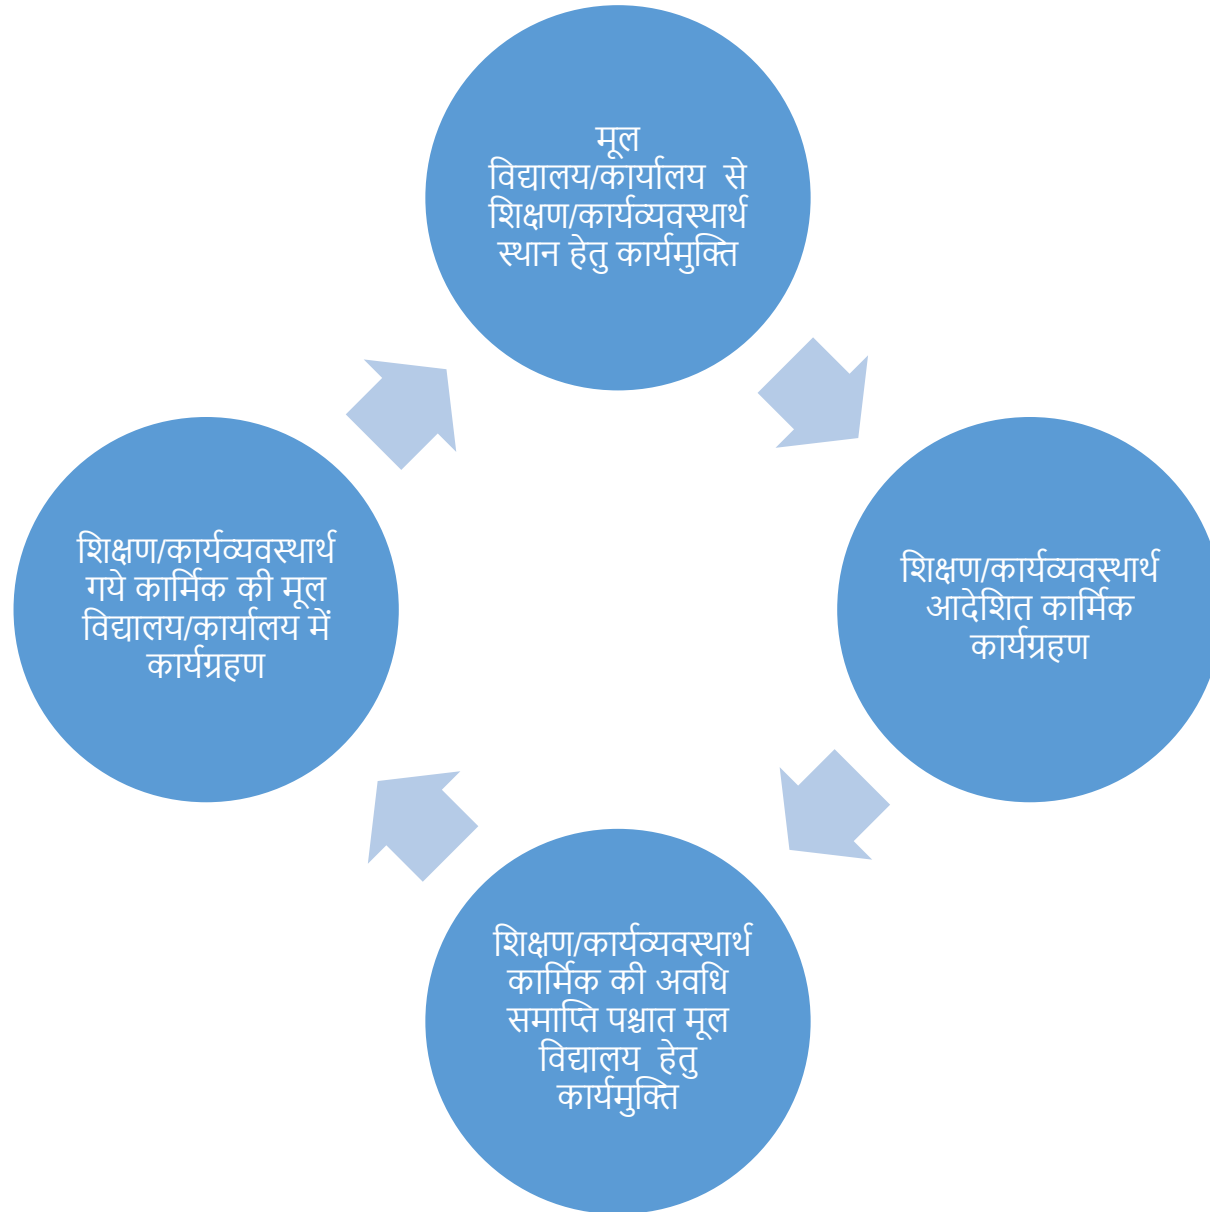 मूल
विद्यालय/कार्यालय से
शिक्षण/कार्यव्यवस्थार्थ
स्थान हेतु कार्यमुक्ति
शिक्षण/कार्यव्यवस्थार्थ
आदेशित कार्मिक
कार्यग्रहण
शिक्षण/कार्यव्यवस्थार्थ
कार्मिक की अवधि
समाप्ति पश्चात मूल
विद्यालय हेतु
कार्यमुक्ति
शिक्षण/कार्यव्यवस्थार्थ
गये कार्मिक की मूल
विद्यालय/कार्यालय में
कार्यग्रहण